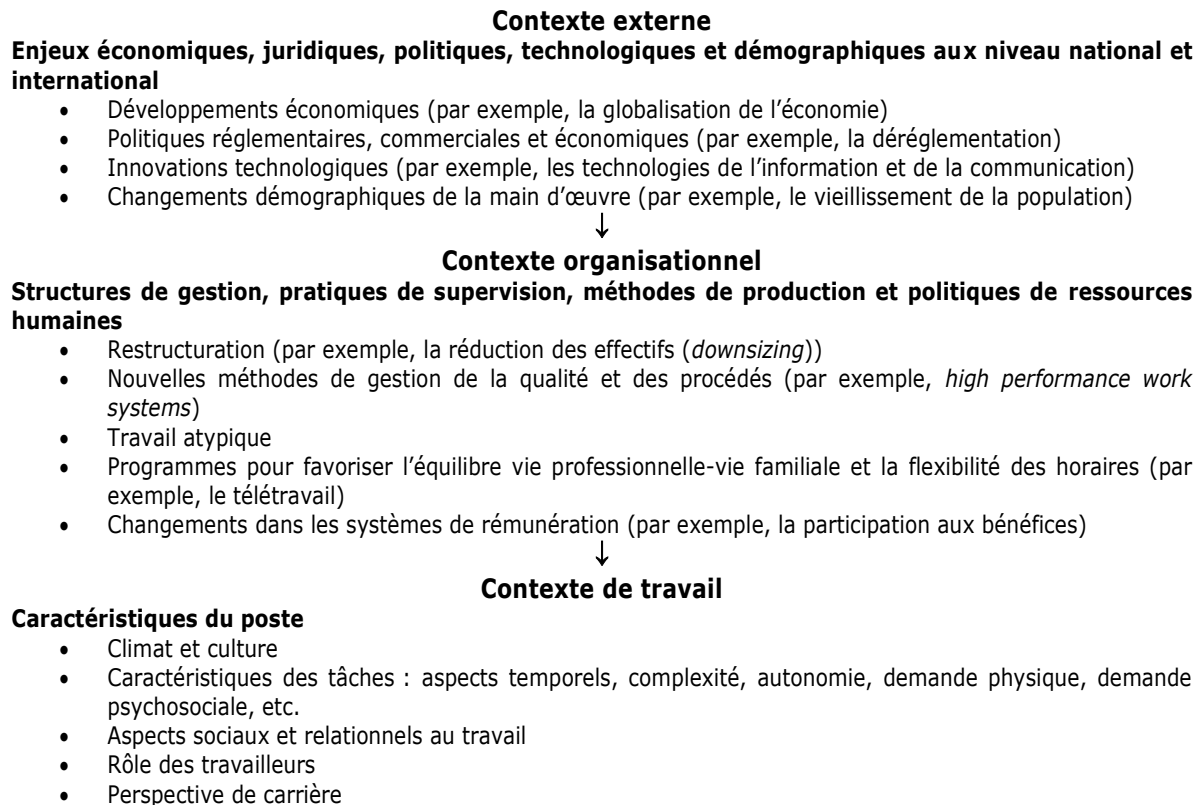 Contexte externe
Enjeux économiques, juridiques, politiques, technologiques et démographiques aux niveau national et
international
• Développements économiques (par exemple, la globalisation de l'économie)
• Politiques réglementaires, commerciales et économiques (par exemple, la déréglementation)
• Innovations technologiques (par exemple, les technologies de l'information et de la communication)
• Changements démographiques de la main d'œuvre (par exemple, le vieillissement de la population)
↓
Contexte organisationnel
Structures de gestion, pratiques de supervision, méthodes de production et politiques de ressources
humaines
• Restructuration (par exemple, la réduction des effectifs (downsizing))
• Nouvelles méthodes de gestion de la qualité et des procédés (par exemple, high performance work
systems)
• Travail atypique
• Programmes pour favoriser l'équilibre vie professionnelle-vie familiale et la flexibilité des horaires (par
exemple, le télétravail)
• Changements dans les systèmes de rémunération (par exemple, la participation aux bénéfices)
↓
Contexte de travail
Caractéristiques du poste
• Climat et culture
• Caractéristiques des tâches : aspects temporels, complexité, autonomie, demande physique, demande
psychosociale, etc.
• Aspects sociaux et relationnels au travail
• Rôle des travailleurs
• Perspective de carrière